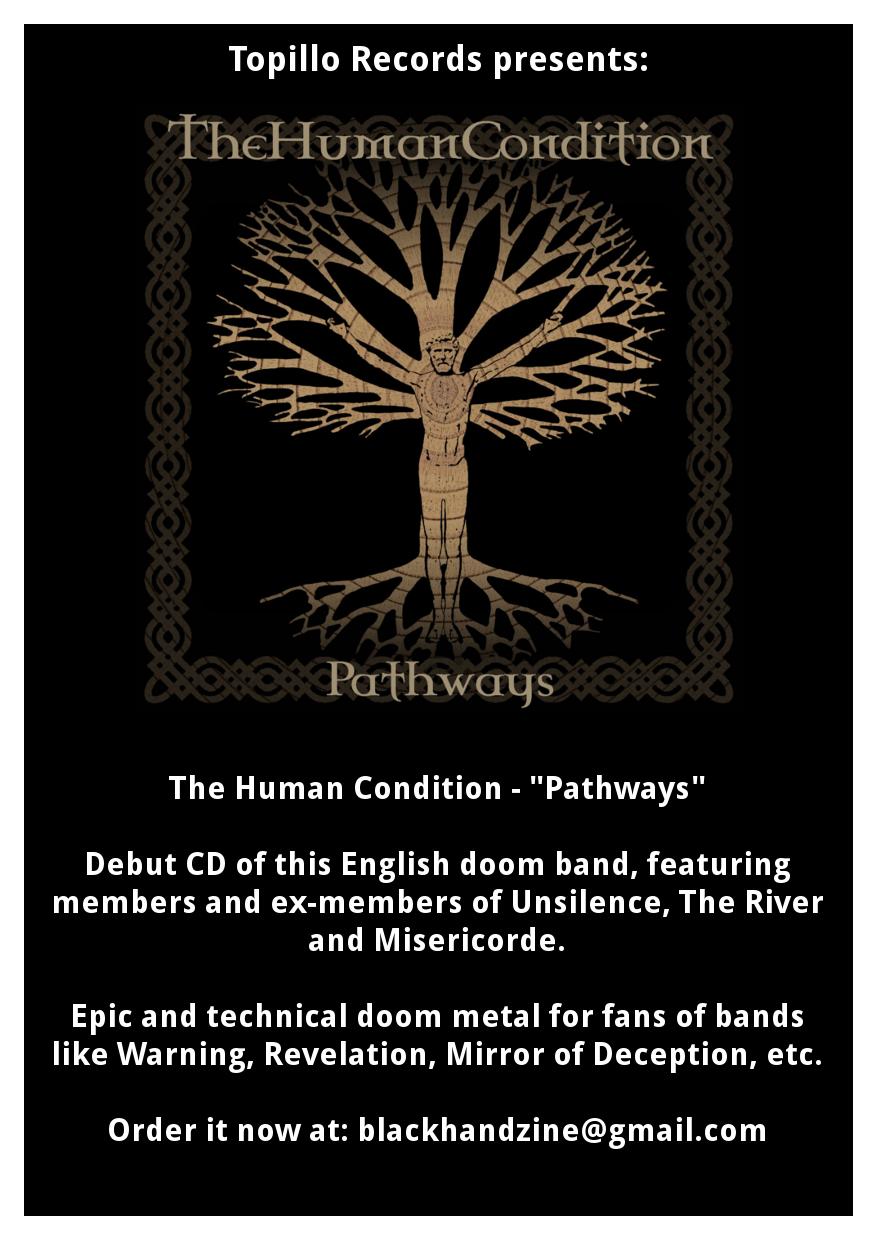 Topillo Records presents:
TheHumanCondition
Pathways
The Human Condition - "Pathways"
Debut CD of this English doom band, featuring
members and ex-members of Unsilence, The River
and Misericorde.
Epic and technical doom metal for fans of bands
like Warning, Revelation, Mirror of Deception, etc.
Order it now at: blackhandzine@gmail.com